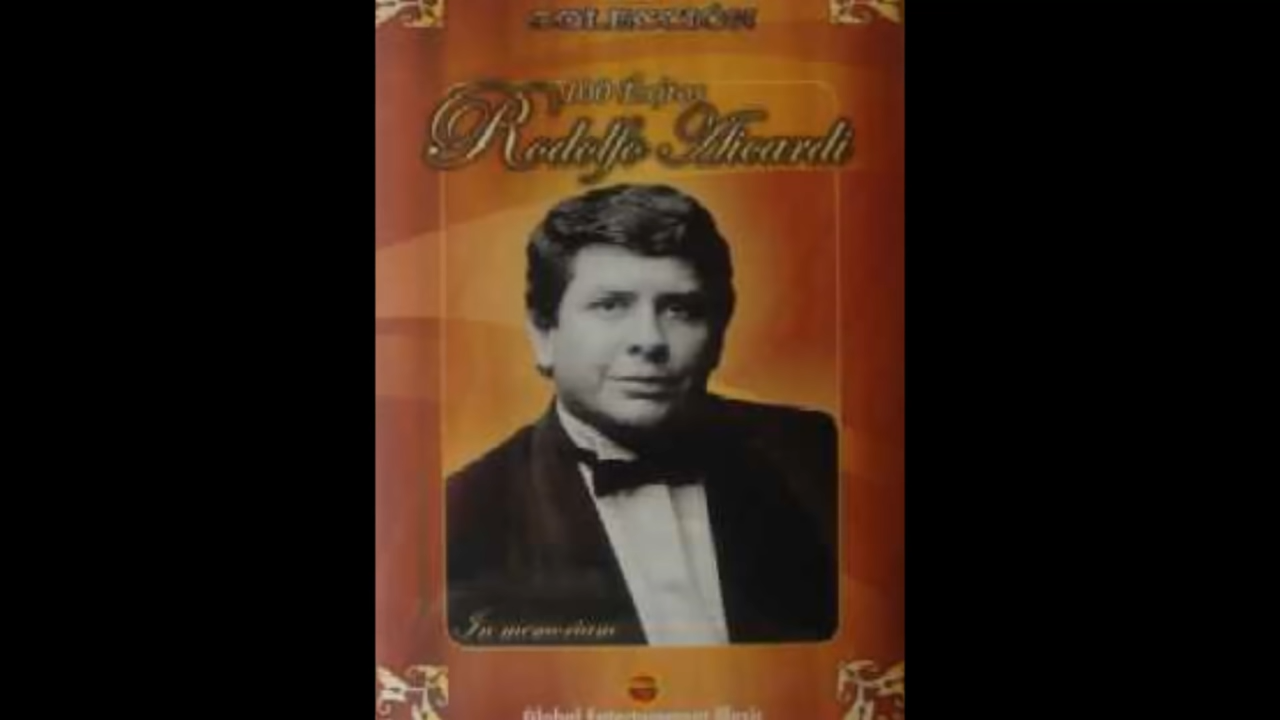 COLECCIÓN
100 Éxitos
Rodolfo Aicardi
In memoriam
Global Entertainment Music